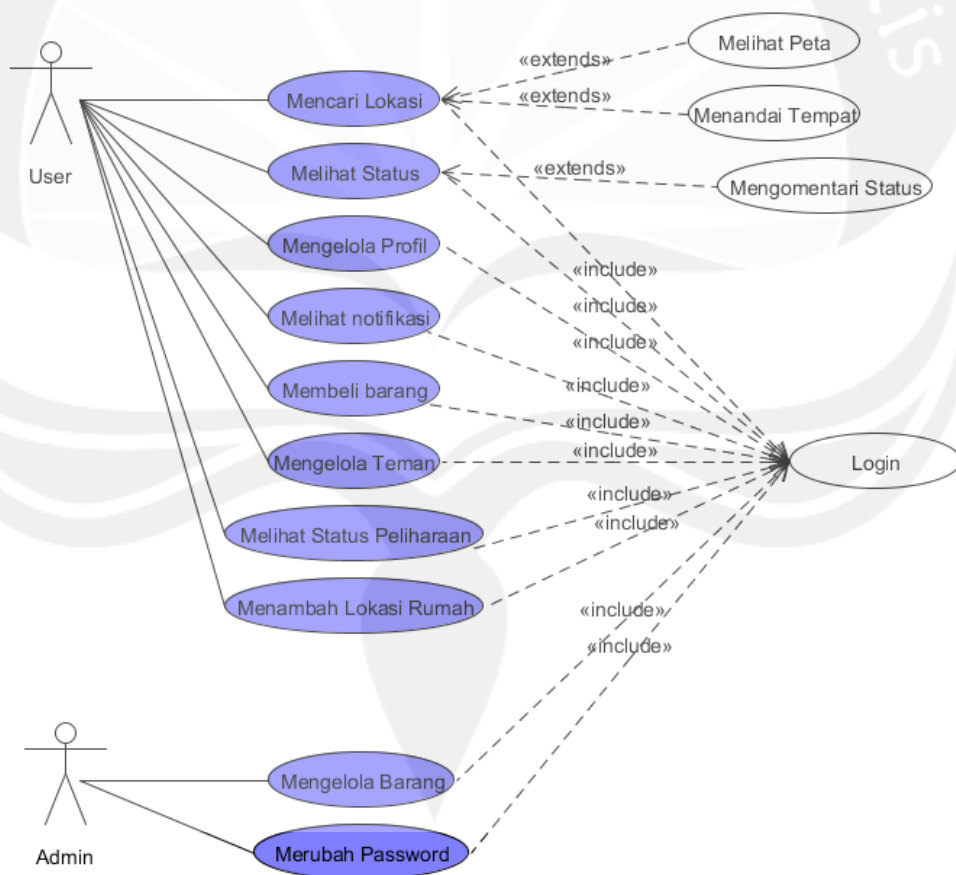 Melihat Peta
«extends»
Mencari Lokasi
«extends»
Menandai Tempat
User
Melihat Status
«extends»
Mengomentari Status
Mengelola Profil
«include»
Melihat notifikasi
«include»
«include»
Membeli barang
«include»
«include»
Mengelola Teman
«include»
Login
«include»
Melihat Status Peliharaan
«include»
Menambah Lokasi Rumah
«include»
«include»
Mengelola Barang
Admin
Merubah Password